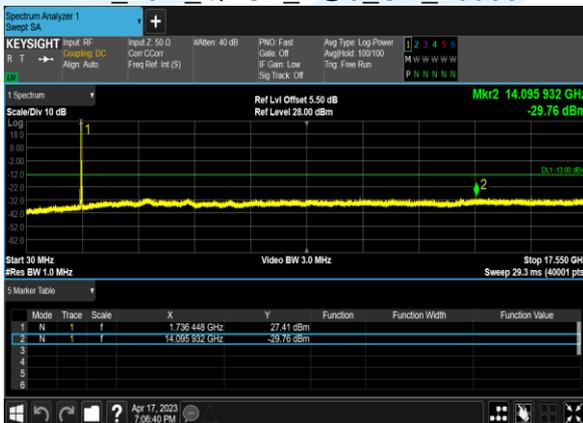 Spectrum Analyzer 1
Swept SA
KEYSIGHT
R T
Input: RF
Coupling: DC
Align: Auto
Input Z: 50 Ω
Corr CCorr
Freq Ref: Int (S)
#Atten: 40 dB
PNO: Fast
Gate: Off
IF Gain: Low
Sig Track: Off
Avg Type: Log-Power
Avg|Hold: 100/100
Trig: Free Run
1 2 3 4 5 6
M W W W W W
P N N N N N
1 Spectrum
Scale/Div 10 dB
Ref Lvl Offset 5.50 dB
Ref Level 28.00 dBm
Mkr2 14.095 932 GHz
-29.76 dBm
Log
18.0
8.00
-2.00
-12.0
-22.0
-32.0
-42.0
-52.0
-62.0
1
2
DL1 -13.00 dBm
Start 30 MHz
#Res BW 1.0 MHz
Video BW 3.0 MHz
Stop 17.550 GHz
Sweep 29.3 ms (40001 pts)
5 Marker Table
Mode Trace Scale X Y Function Function Width Function Value
1 N 1 f 1.736 448 GHz 27.41 dBm
2 N 1 f 14.095 932 GHz -29.76 dBm
3
4
5
6
?
Apr 17, 2023
7:06:40 PM